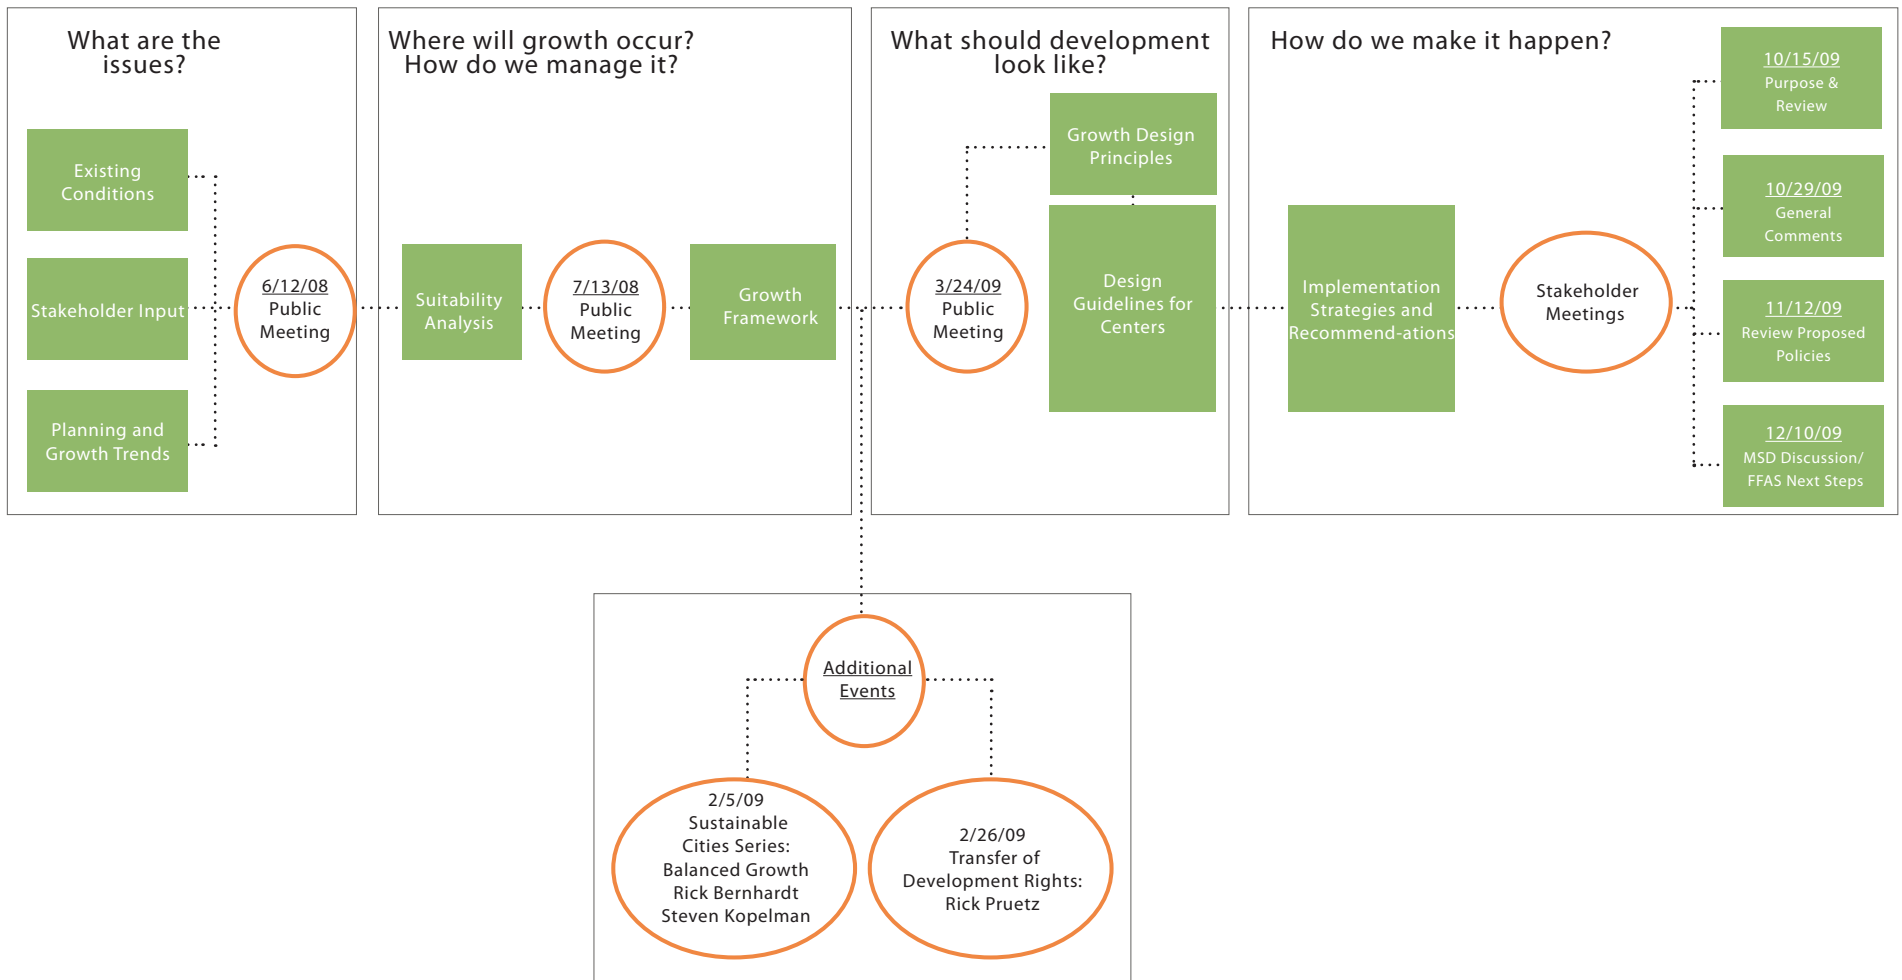 What are the
issues?
Existing
Conditions
Stakeholder Input
Planning and
Growth Trends
6/12/08
Public
Meeting
Where will growth occur?
How do we manage it?
Suitability
Analysis
7/13/08
Public
Meeting
Growth
Framework
What should development
look like?
3/24/09
Public
Meeting
Growth Design
Principles
Design
Guidelines for
Centers
How do we make it happen?
Implementation
Strategies and
Recommend-ations
Stakeholder
Meetings
10/15/09
Purpose &
Review
10/29/09
General
Comments
11/12/09
Review Proposed
Policies
12/10/09
MSD Discussion/
FFAS Next Steps
Additional
Events
2/5/09
Sustainable
Cities Series:
Balanced Growth
Rick Bernhardt
Steven Kopelman
2/26/09
Transfer of
Development Rights:
Rick Pruetz